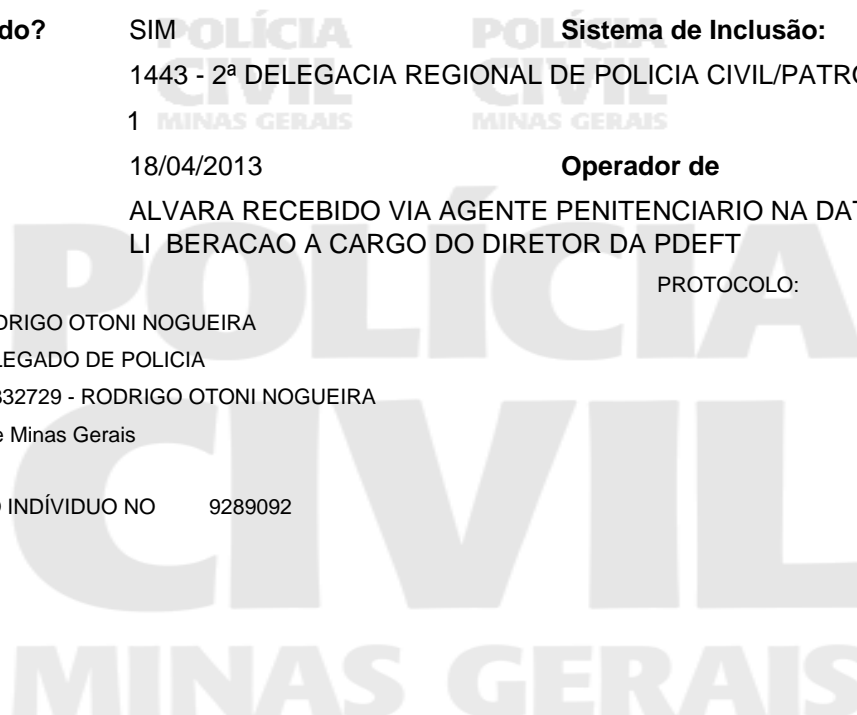 do? SIM Sistema de Inclusão:
1443 - 2ª DELEGACIA REGIONAL DE POLICIA CIVIL/PATRO
1
18/04/2013 Operador de
ALVARA RECEBIDO VIA AGENTE PENITENCIARIO NA DAT
LI BERACAO A CARGO DO DIRETOR DA PDEFT
PROTOCOLO:
DRIGO OTONI NOGUEIRA
LEGADO DE POLICIA
332729 - RODRIGO OTONI NOGUEIRA
e Minas Gerais
O INDÍVIDUO NO 9289092
POLÍCIA
CIVIL
MINAS GERAIS
POLÍCIA
CIVIL
MINAS GERAIS
POLÍCIA
CIVIL
MINAS GERAIS